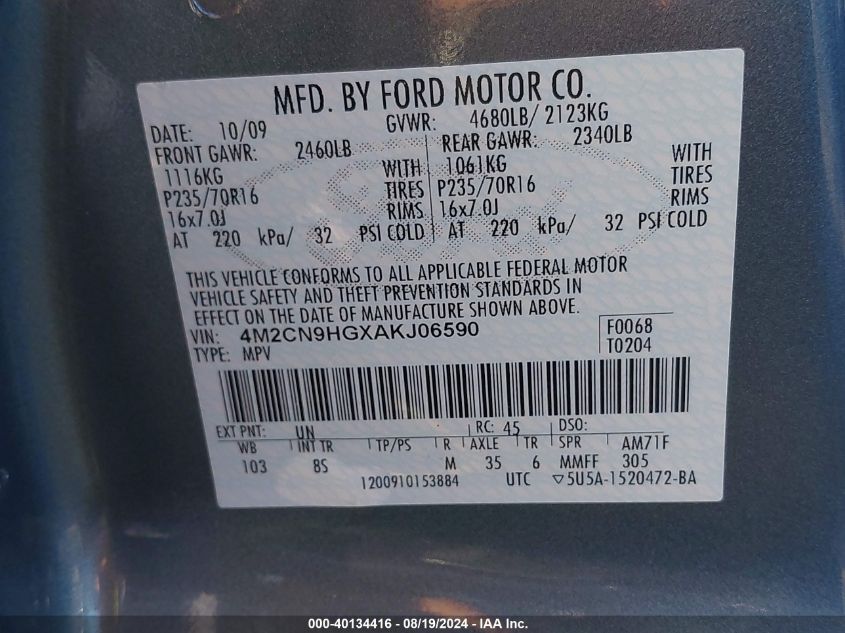 MFD. BY FORD MOTOR CO.
DATE: 10/09 GVWR: 4680LB/ 2123KG
FRONT GAWR: 2460LB REAR GAWR: 2340LB
1116KG WITH 1061KG WITH
P235/70R16 TIRES P235/70R16 TIRES
16x7.0J RIMS 16x7.0J RIMS
AT 220 kPa/ 32 PSI COLD AT 220 kPa/ 32 PSI COLD
THIS VEHICLE CONFORMS TO ALL APPLICABLE FEDERAL MOTOR
VEHICLE SAFETY AND THEFT PREVENTION STANDARDS IN
EFFECT ON THE DATE OF MANUFACTURE SHOWN ABOVE.
VIN: 4M2CN9HGXAKJ06590 F0068
TYPE: MPV T0204
EXT PNT: UN RC: 45 DSO:
WB INT TR TP/PS R AXLE TR SPR AM71F
103 8S M 35 6 MMFF 305
1200910153884 UTC ▽5U5A-1520472-BA
000-40134416 - 08/19/2024 - IAA Inc.